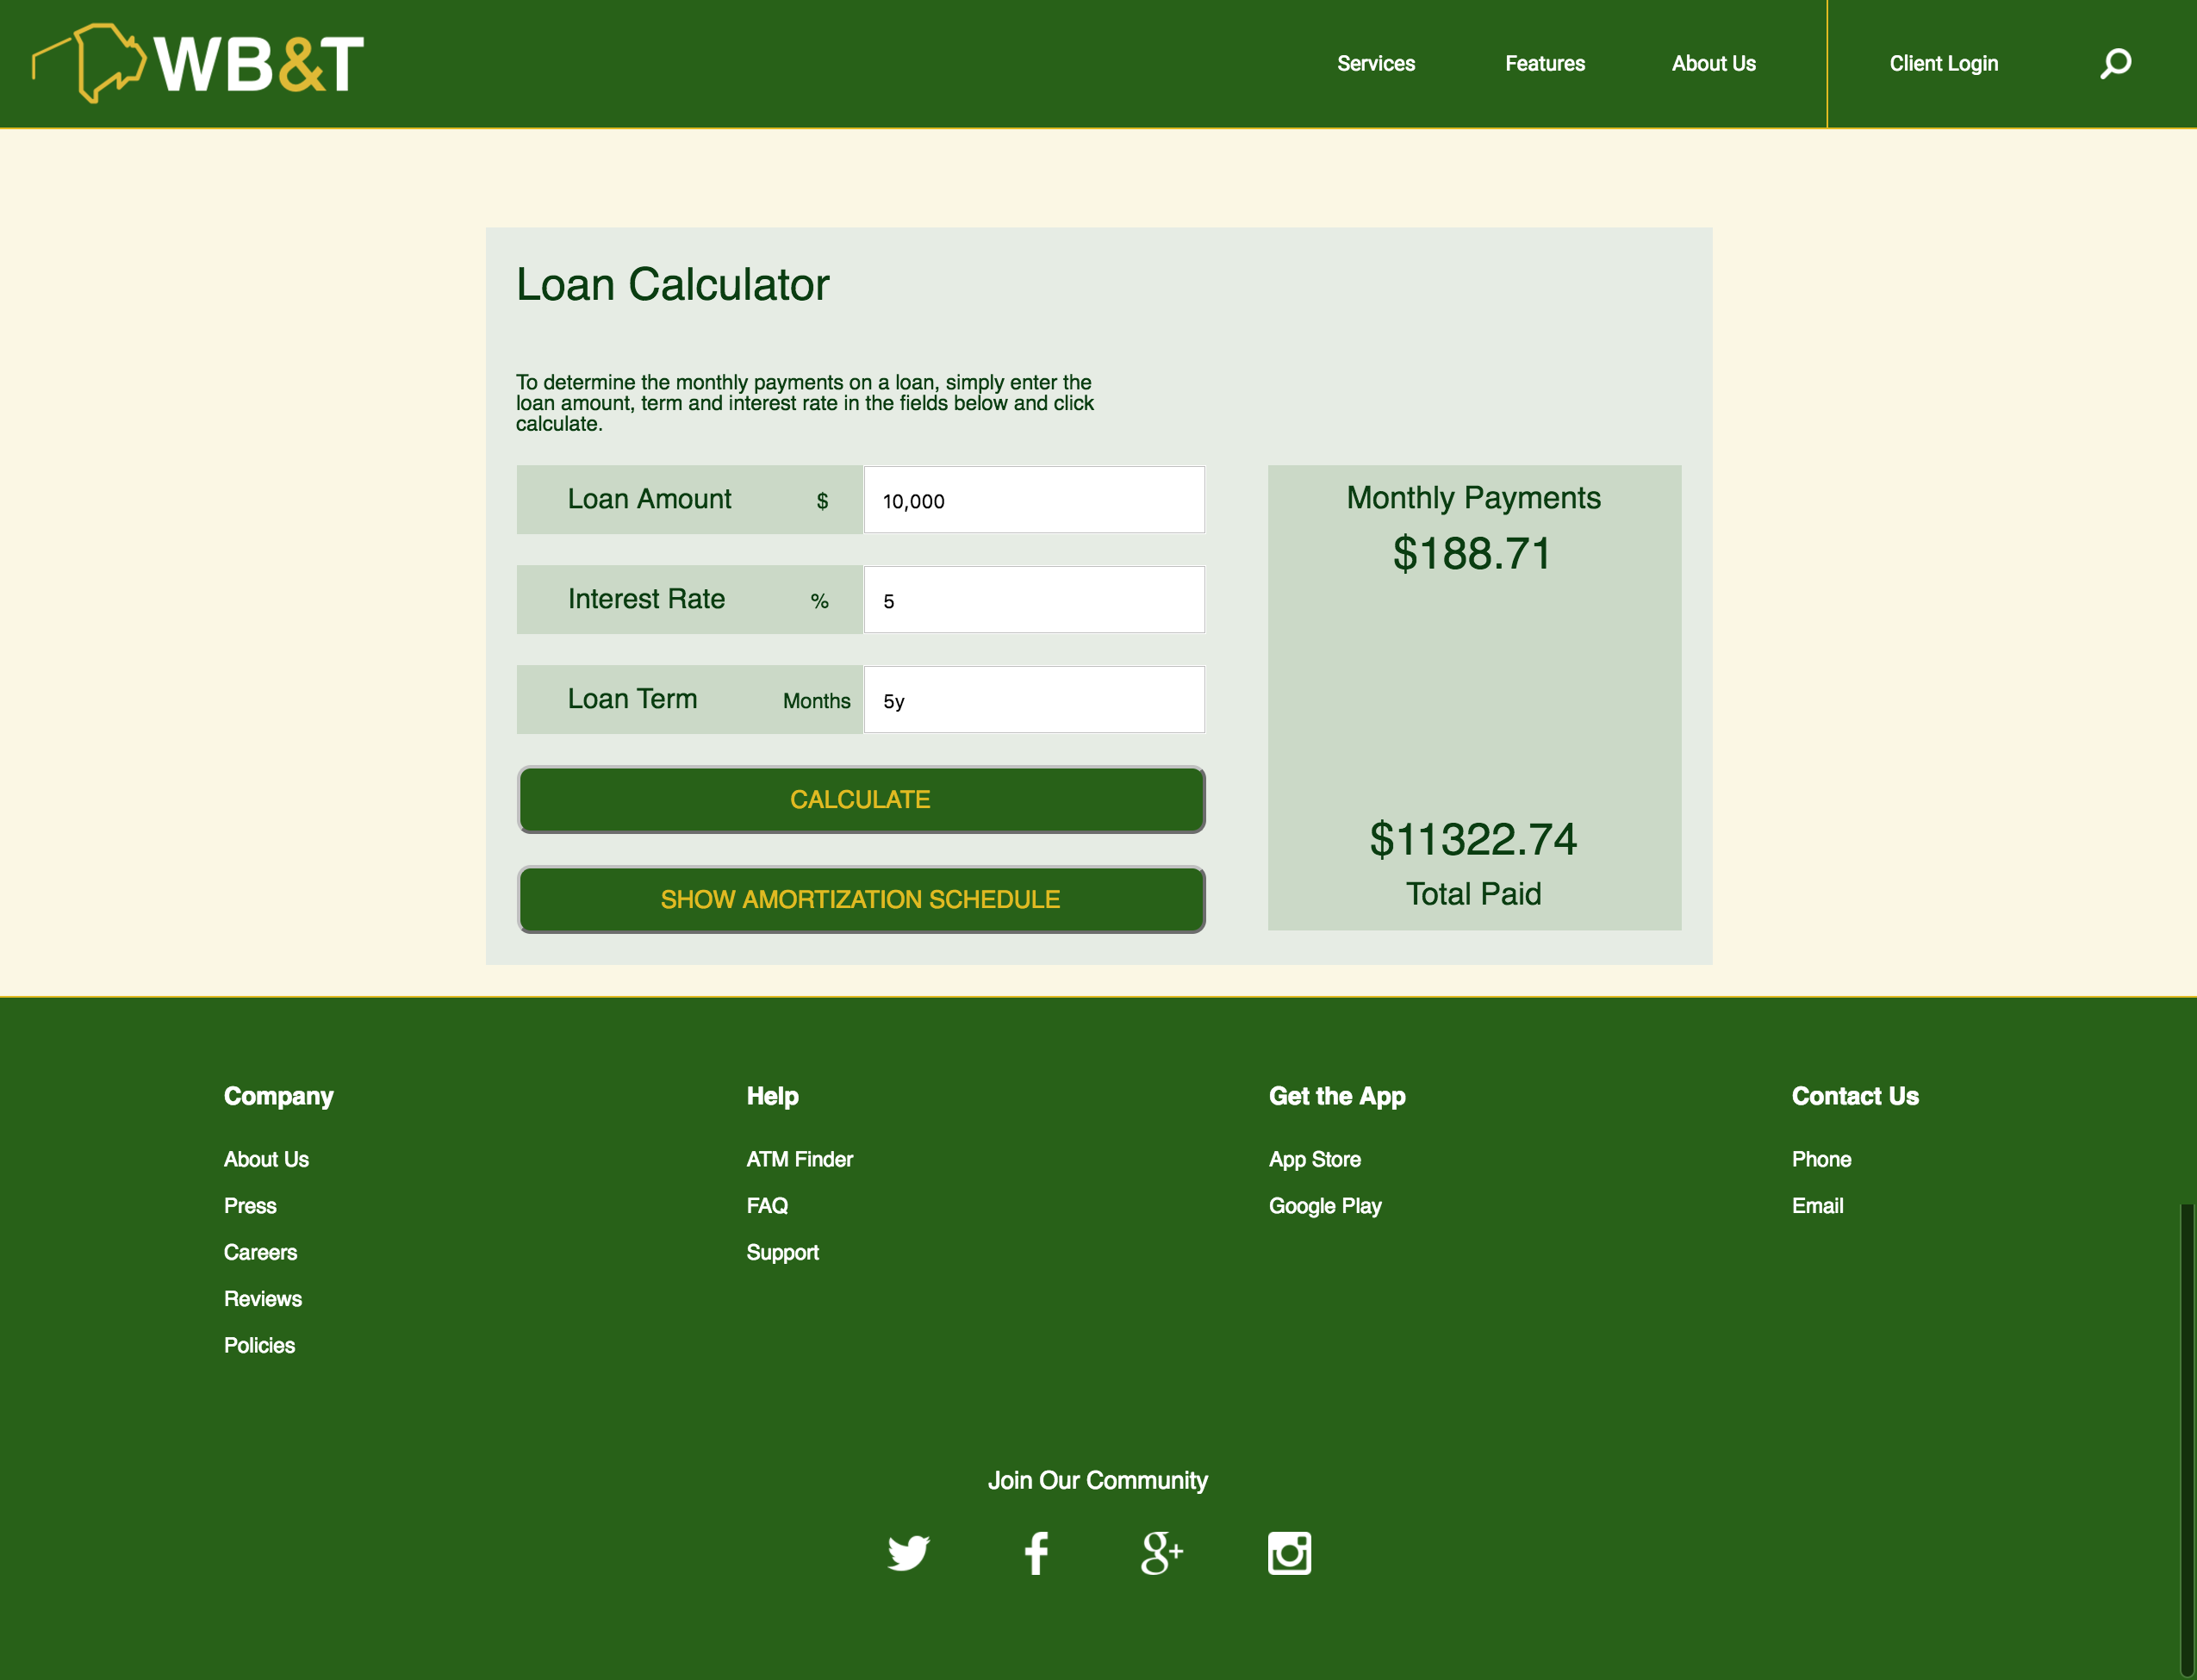 WB&T
Services
Features
About Us
Client Login
Loan Calculator
To determine the monthly payments on a loan, simply enter the
loan amount, term and interest rate in the fields below and click
calculate.
Loan Amount $ 10,000
Interest Rate % 5
Loan Term Months 5y
CALCULATE
SHOW AMORTIZATION SCHEDULE
Monthly Payments
$188.71
$11322.74
Total Paid
Company
About Us
Press
Careers
Reviews
Policies
Help
ATM Finder
FAQ
Support
Get the App
App Store
Google Play
Contact Us
Phone
Email
Join Our Community
f
g+